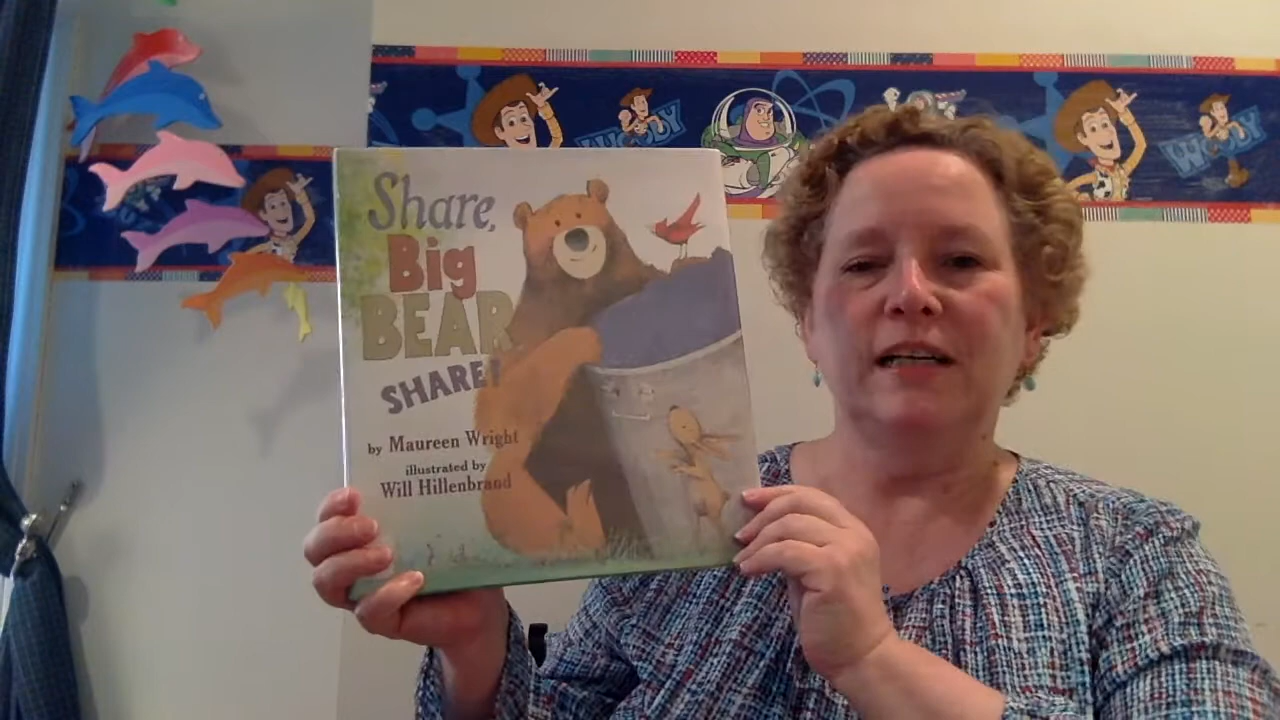 WOODY
WOODY
Share,
Big
BEAR
SHARE!
by Maureen Wright
illustrated by
Will Hillenbrand